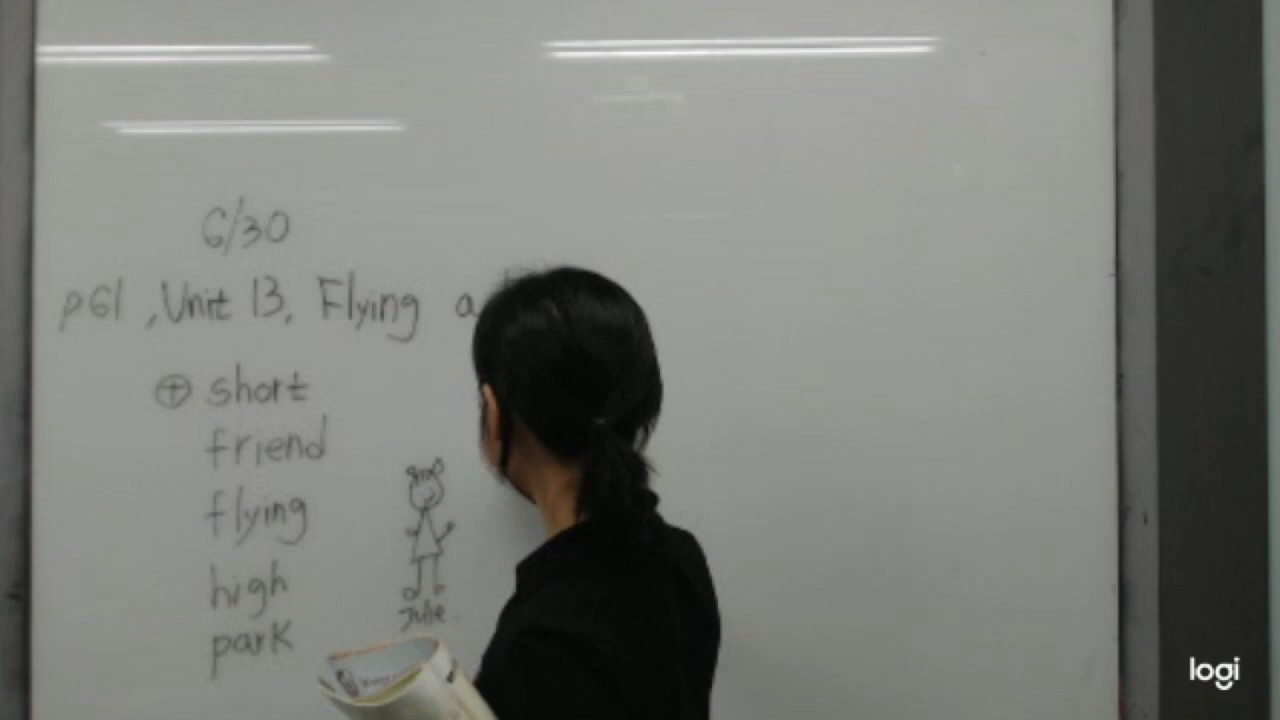 6/30
p61, Unit 13. Flying a
⊕ short
friend
flying
high
park
Julie
logi